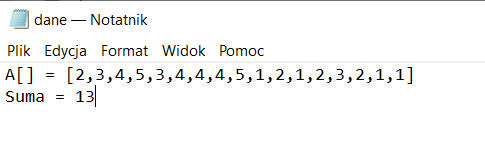 dane — Notatnik
Plik Edycja Format Widok Pomoc
A[] = [2,3,4,5,3,4,4,4,5,1,2,1,2,3,2,1,1]
Suma = 13